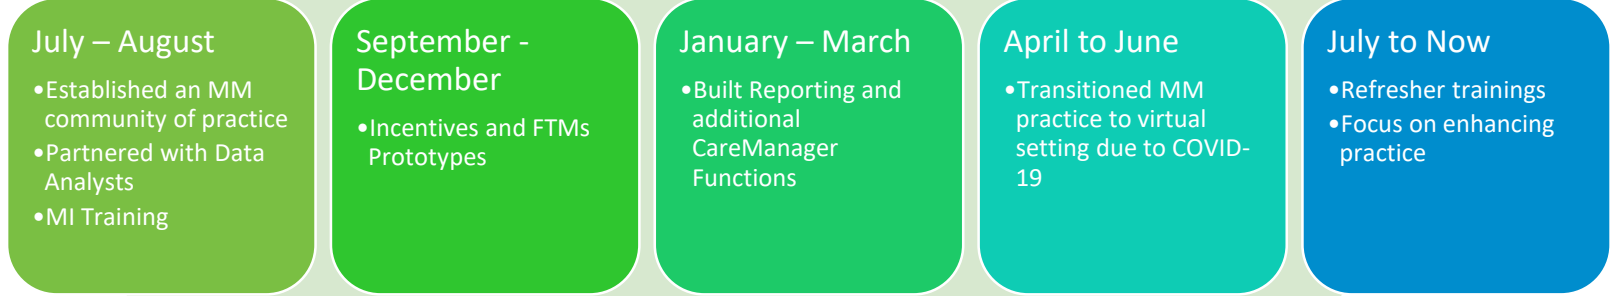 July – August
•Established an MM
community of practice
•Partnered with Data
Analysts
•MI Training
September -
December
•Incentives and FTMs
Prototypes
January – March
•Built Reporting and
additional
CareManager
Functions
April to June
•Transitioned MM
practice to virtual
setting due to COVID-
19
July to Now
•Refresher trainings
•Focus on enhancing
practice